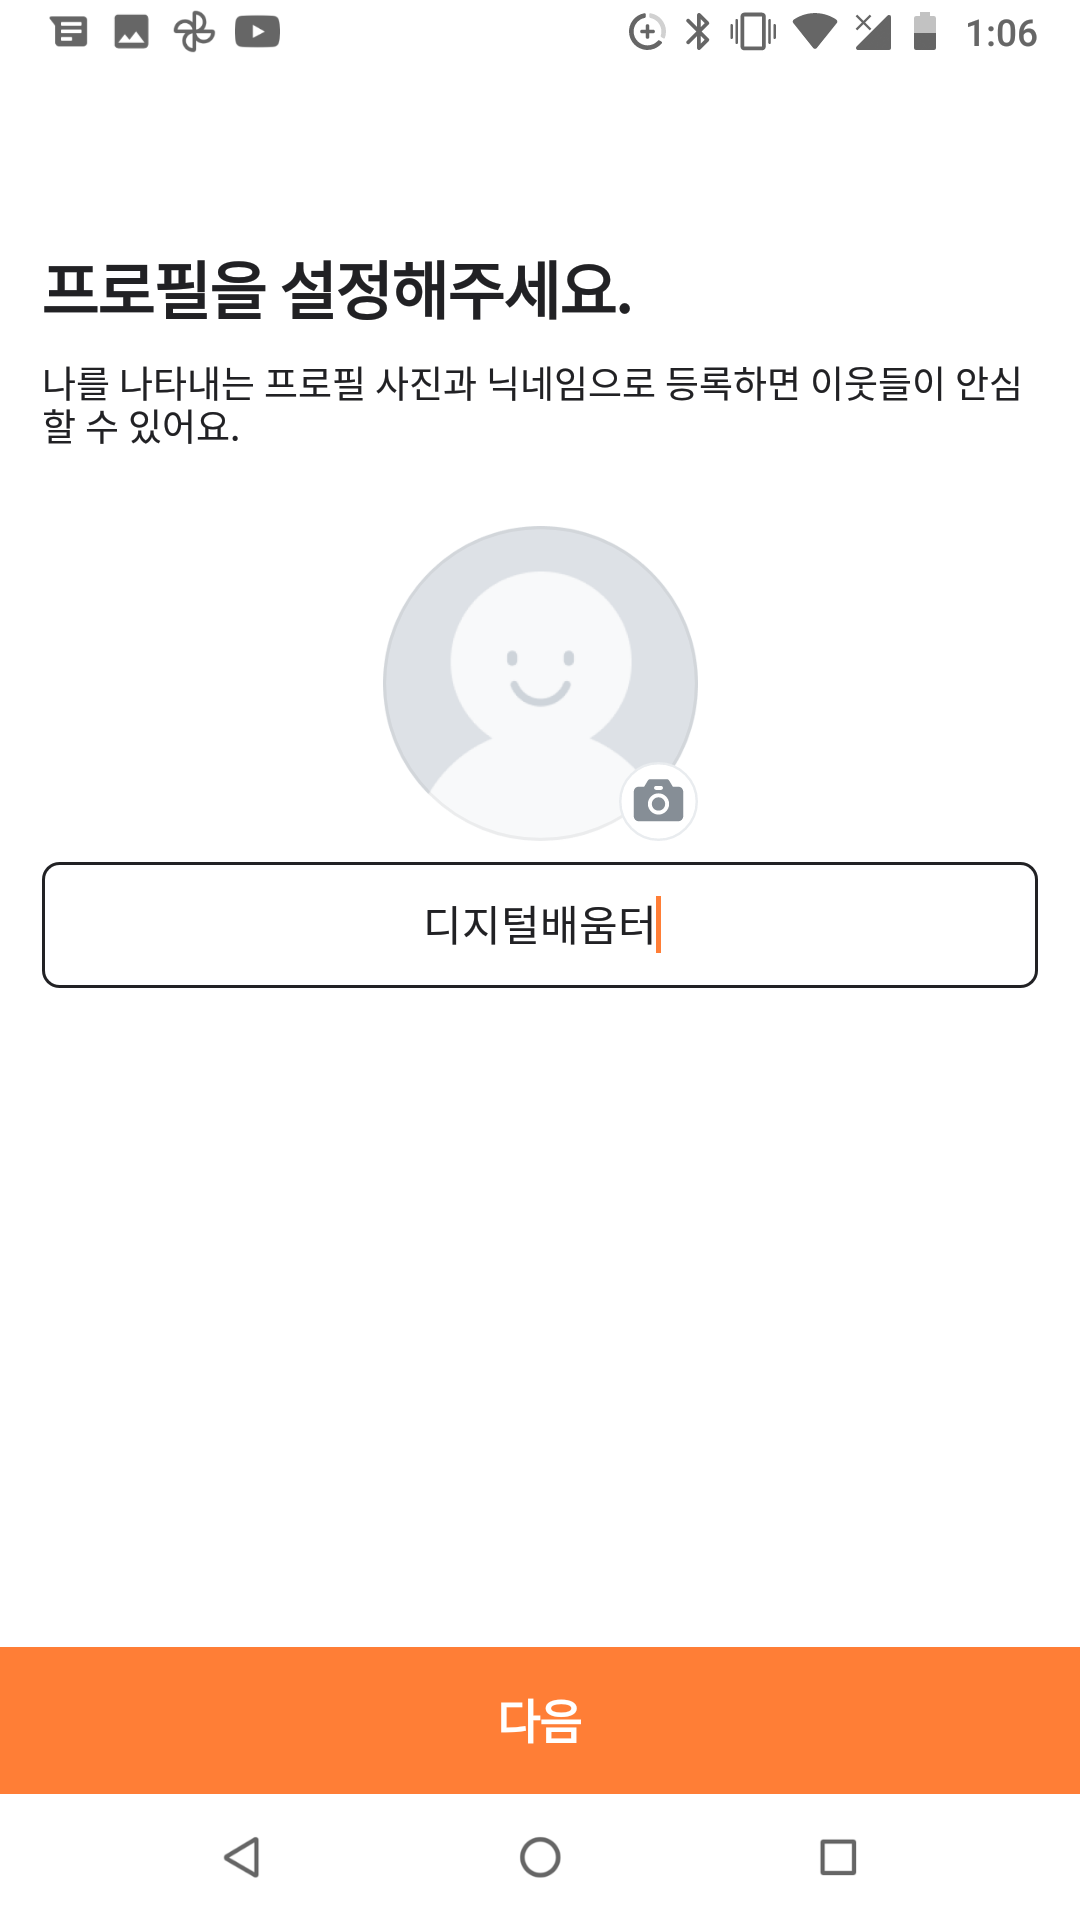 1:06
프로필을 설정해주세요.
나를 나타내는 프로필 사진과 닉네임으로 등록하면 이웃들이 안심
할 수 있어요.
디지털배움터
다음